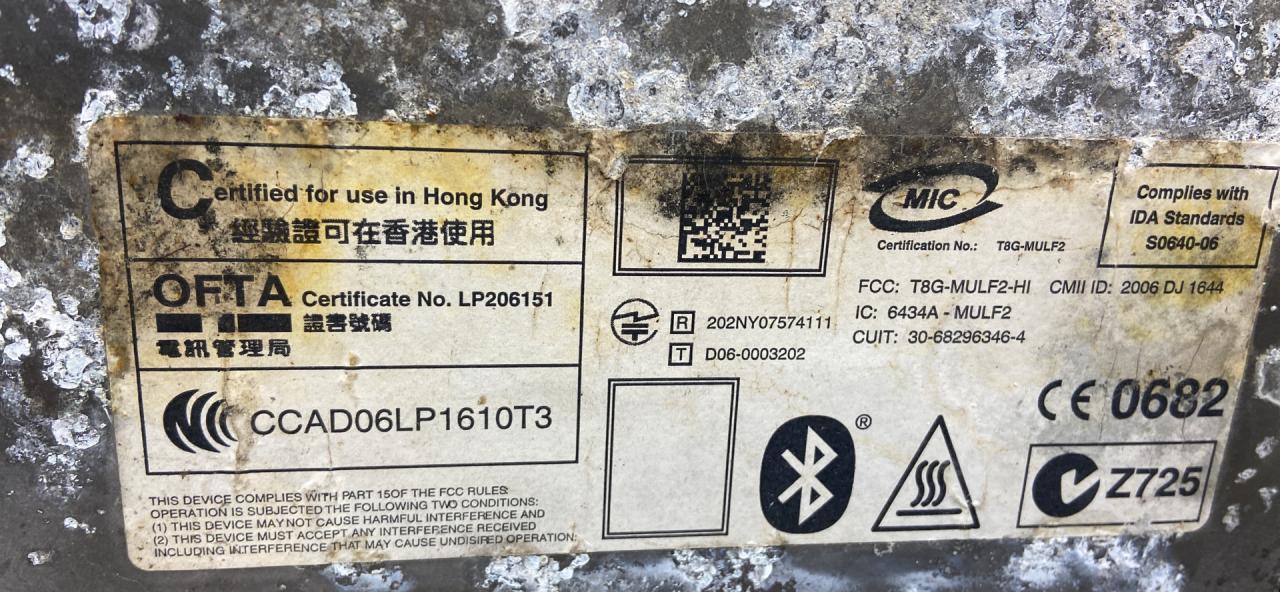 Certified for use in Hong Kong
經驗證可在香港使用
OFTA Certificate No. LP206151
證書號碼
電訊管理局
CCAD06LP1610T3
THIS DEVICE COMPLIES WITH PART 15OF THE FCC RULES:
OPERATION IS SUBJECTED THE FOLLOWING TWO CONDITIONS:
(1) THIS DEVICE MAY NOT CAUSE HARMFUL INTERFERENCE AND
(2) THIS DEVICE MUST ACCEPT ANY INTERFERENCE RECEIVED
INCLUDING INTERFERENCE THAT MAY CAUSE UNDISIRED OPERATION:
R 202NY07574111
T D06-0003202
MIC
Certification No.: T8G-MULF2
Complies with
IDA Standards
S0640-06
FCC: T8G-MULF2-HI CMII ID: 2006 DJ 1644
IC: 6434A - MULF2
CUIT: 30-68296346-4
®
CE 0682
Z725